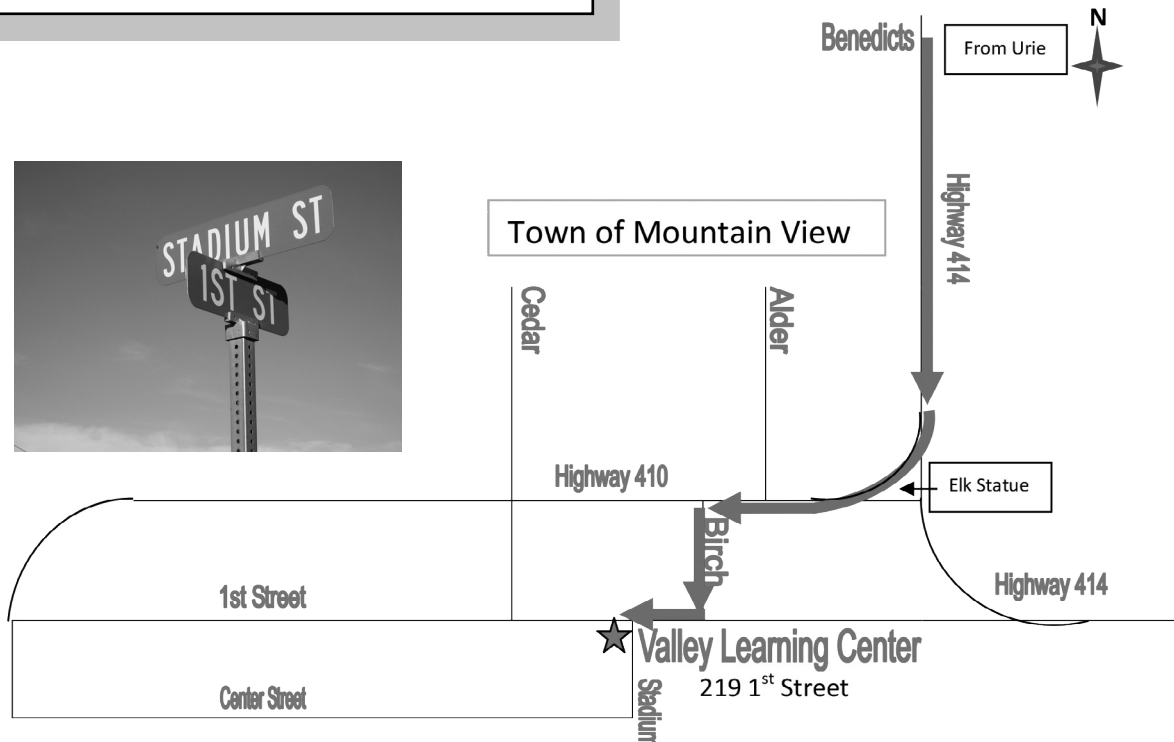 N
Benedicts
From Urie
Highway 414
STADIUM ST
1ST ST
Town of Mountain View
Cedar
Alder
Highway 410
Elk Statue
Birch
Highway 414
1st Street
Valley Learning Center
219 1st Street
Center Street
Stadium